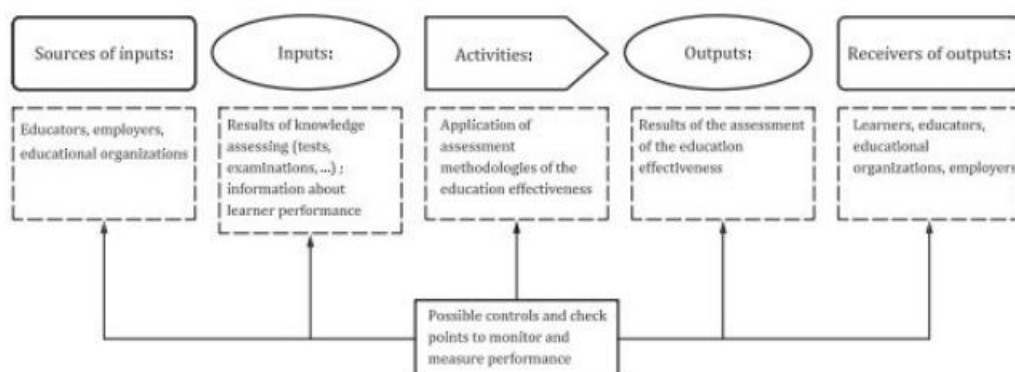 Sources of inputs:
Inputs:
Activities:
Outputs:
Receivers of outputs:
Educators, employers,
educational organizations
Results of knowledge
assessing (tests,
examinations, ...) ;
information about
learner performance
Application of
assessment
methodologies of the
education effectiveness
Results of the assessment
of the education
effectiveness
Learners, educators,
educational
organizations, employers
Possible controls and check
points to monitor and
measure performance